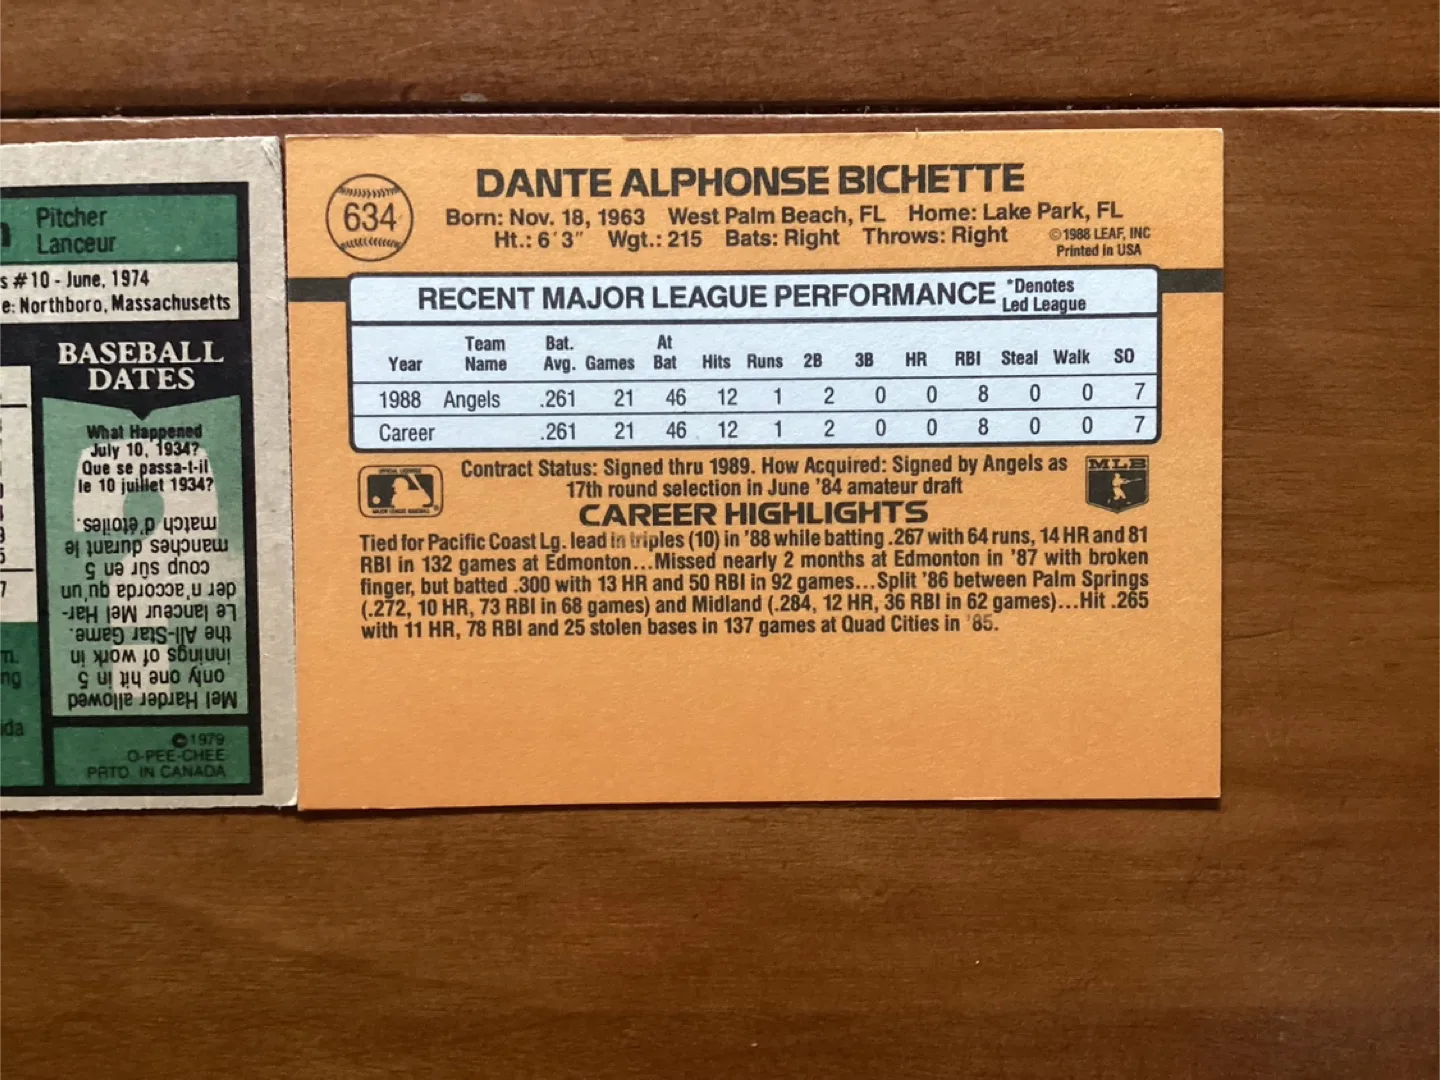 Pitcher
Lanceur
s #10 - June, 1974
e: Northboro, Massachusetts
BASEBALL
DATES
What Happened
July 10, 1934?
Que se passa-t-il
le 10 juillet 1934?
Mel Harder allowed
only one hit in 5
innings of work in
the All-Star Game.
Le lanceur Mel Har-
der n'accorda qu'un
coup sûr en 5
manches durant le
match d'étoiles.
©1979
O-PEE-CHEE
PRTD. IN CANADA
m.
ng
ida
634
DANTE ALPHONSE BICHETTE
Born: Nov. 18, 1963 West Palm Beach, FL Home: Lake Park, FL
Ht.: 6'3" Wgt.: 215 Bats: Right Throws: Right
©1988 LEAF, INC
Printed in USA
RECENT MAJOR LEAGUE PERFORMANCE
*Denotes
Led League
Year Team Name Bat. Avg. Games At Bat Hits Runs 2B 3B HR RBI Steal Walk SO
1988 Angels .261 21 46 12 1 2 0 0 8 0 0 7
Career .261 21 46 12 1 2 0 0 8 0 0 7
Contract Status: Signed thru 1989. How Acquired: Signed by Angels as
17th round selection in June '84 amateur draft
MLB
CAREER HIGHLIGHTS
Tied for Pacific Coast Lg. lead in triples (10) in '88 while batting .267 with 64 runs, 14 HR and 81
RBI in 132 games at Edmonton...Missed nearly 2 months at Edmonton in '87 with broken
finger, but batted .300 with 13 HR and 50 RBI in 92 games...Split '86 between Palm Springs
(.272, 10 HR, 73 RBI in 68 games) and Midland (.284, 12 HR, 36 RBI in 62 games)...Hit .265
with 11 HR, 78 RBI and 25 stolen bases in 137 games at Quad Cities in '85.